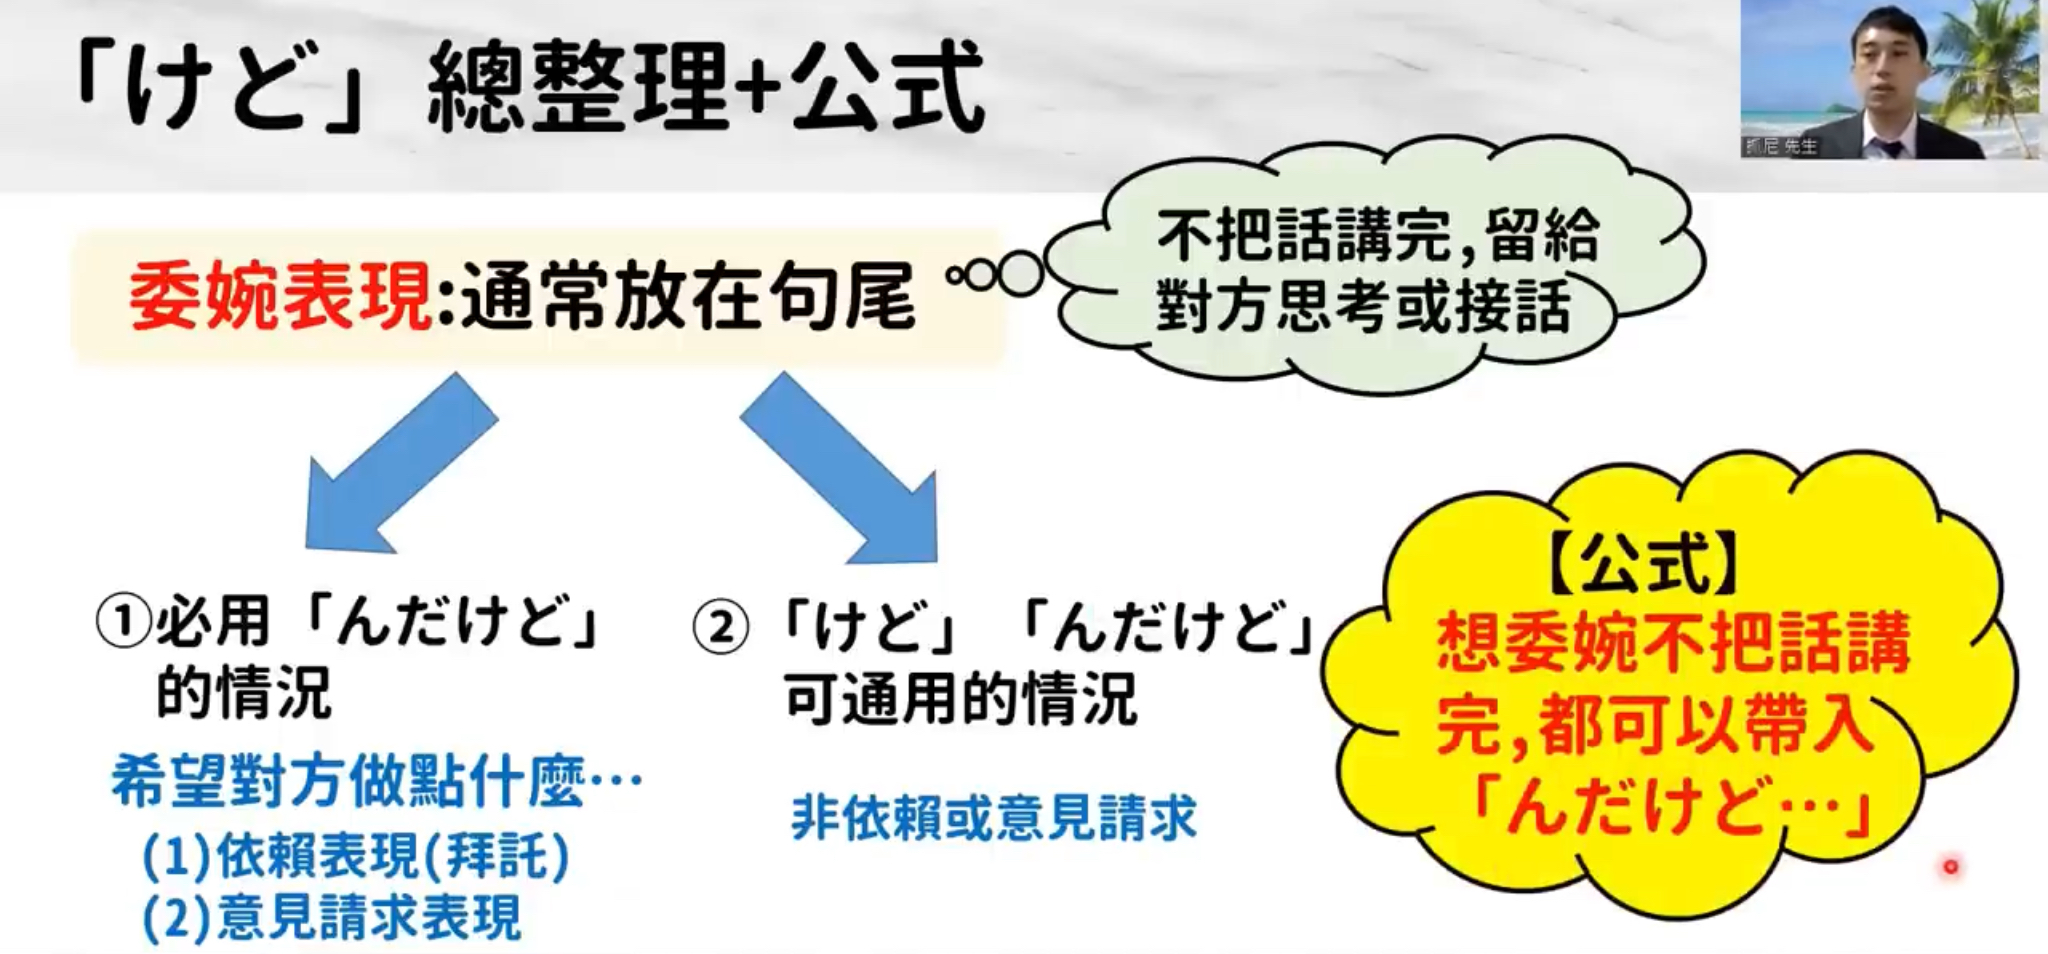 「けど」總整理+公式
抓尼 先生
委婉表現:通常放在句尾
不把話講完,留給
對方思考或接話
①必用「んだけど」
的情況
希望對方做點什麼…
(1)依賴表現(拜託)
(2)意見請求表現
②「けど」「んだけど」
可通用的情況
非依賴或意見請求
【公式】
想委婉不把話講
完,都可以帶入
「んだけど…」